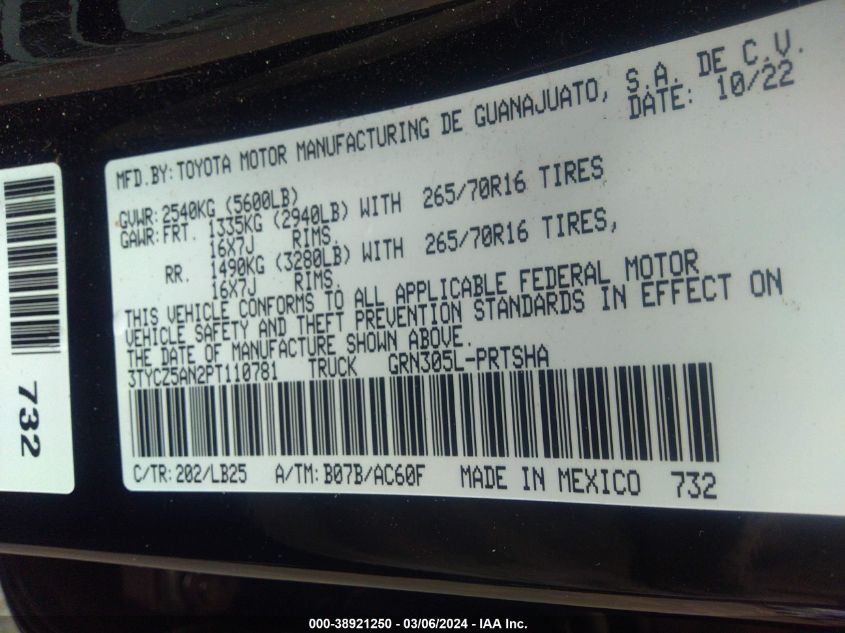 MFD.BY:TOYOTA MOTOR MANUFACTURING DE GUANAJUATO, S.A. DE C.V.
DATE: 10/22
GVWR:2540KG (5600LB)
GAWR:FRT. 1335KG (2940LB) WITH 265/70R16 TIRES
16X7J RIMS.
RR. 1490KG (3280LB) WITH 265/70R16 TIRES,
16X7J RIMS.
THIS VEHICLE CONFORMS TO ALL APPLICABLE FEDERAL MOTOR
VEHICLE SAFETY AND THEFT PREVENTION STANDARDS IN EFFECT ON
THE DATE OF MANUFACTURE SHOWN ABOVE.
3TYCZ5AN2PT110781 TRUCK GRN305L-PRTSHA
C/TR:202/LB25 A/TM:B07B/AC60F MADE IN MEXICO 732
732
000-38921250 - 03/06/2024 - IAA Inc.